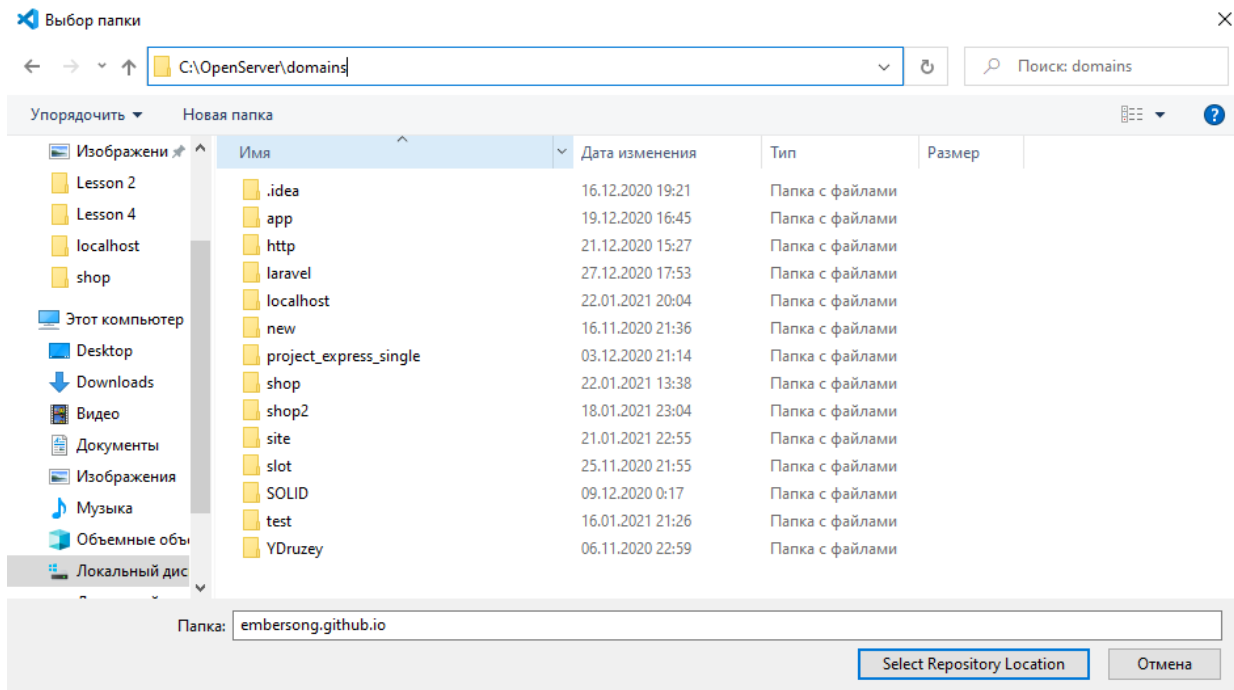 Выбор папки
C:\OpenServer\domains
Поиск: domains
Упорядочить
Новая папка
?
Изображени
Lesson 2
Lesson 4
localhost
shop
Этот компьютер
Desktop
Downloads
Видео
Документы
Изображения
Музыка
Объемные объ
Локальный дис
Имя Дата изменения Тип Размер
.idea 16.12.2020 19:21 Папка с файлами
app 19.12.2020 16:45 Папка с файлами
http 21.12.2020 15:27 Папка с файлами
laravel 27.12.2020 17:53 Папка с файлами
localhost 22.01.2021 20:04 Папка с файлами
new 16.11.2020 21:36 Папка с файлами
project_express_single 03.12.2020 21:14 Папка с файлами
shop 22.01.2021 13:38 Папка с файлами
shop2 18.01.2021 23:04 Папка с файлами
site 21.01.2021 22:55 Папка с файлами
slot 25.11.2020 21:55 Папка с файлами
SOLID 09.12.2020 0:17 Папка с файлами
test 16.01.2021 21:26 Папка с файлами
YDruzey 06.11.2020 22:59 Папка с файлами
Папка: embersong.github.io
Select Repository Location
Отмена